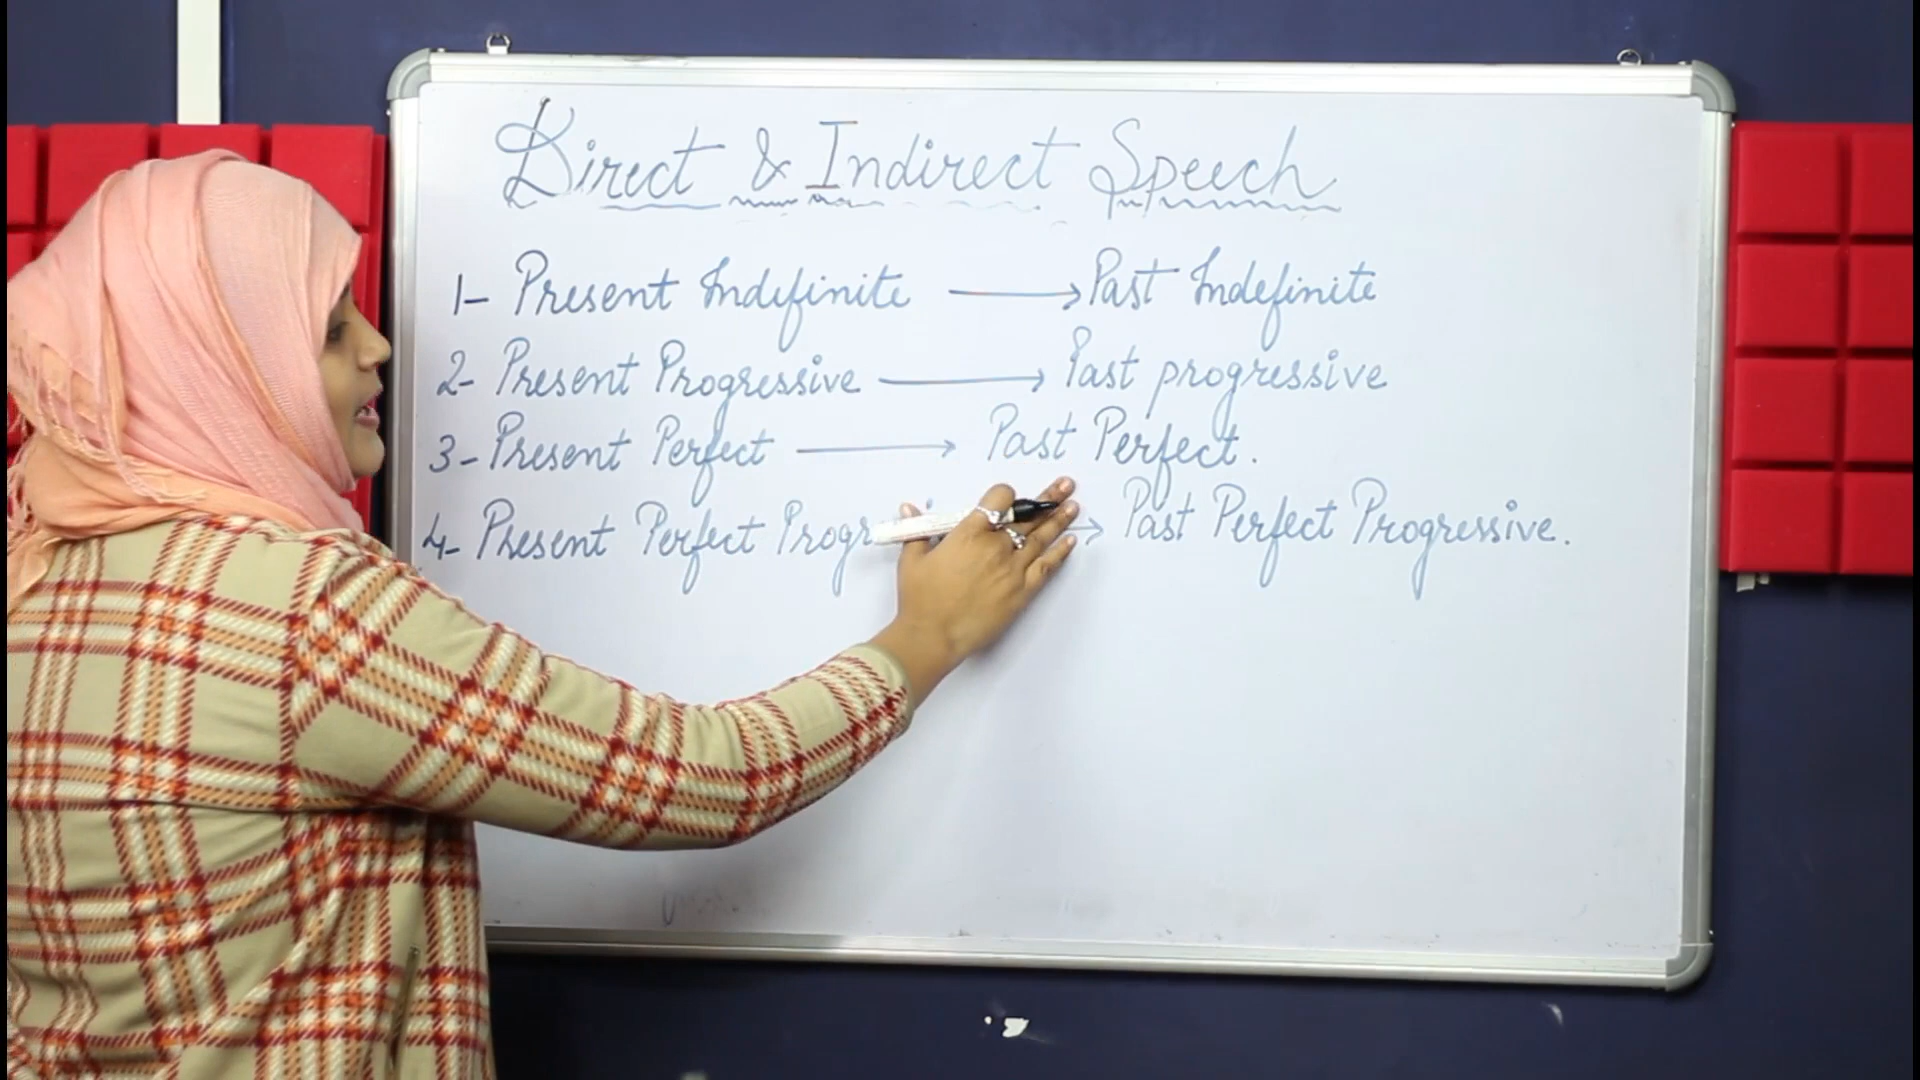 Direct & Indirect Speech
1- Present Indefinite → Past Indefinite
2- Present Progressive → Past progressive
3- Present Perfect → Past Perfect.
4- Present Perfect → Past Perfect Progressive.